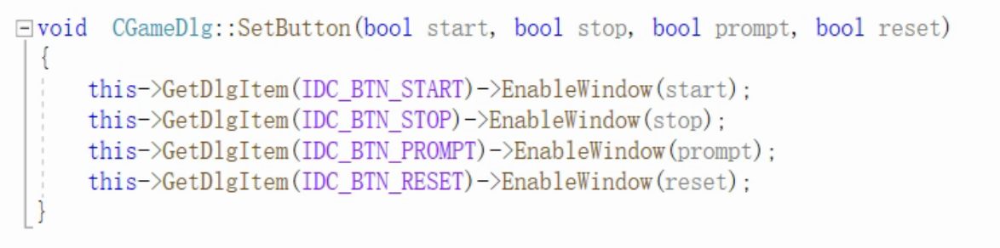 void  CGameDlg::SetButton(bool start, bool stop, bool prompt, bool reset)
{
    this->GetDlgItem(IDC_BTN_START)->EnableWindow(start);
    this->GetDlgItem(IDC_BTN_STOP)->EnableWindow(stop);
    this->GetDlgItem(IDC_BTN_PROMPT)->EnableWindow(prompt);
    this->GetDlgItem(IDC_BTN_RESET)->EnableWindow(reset);
}